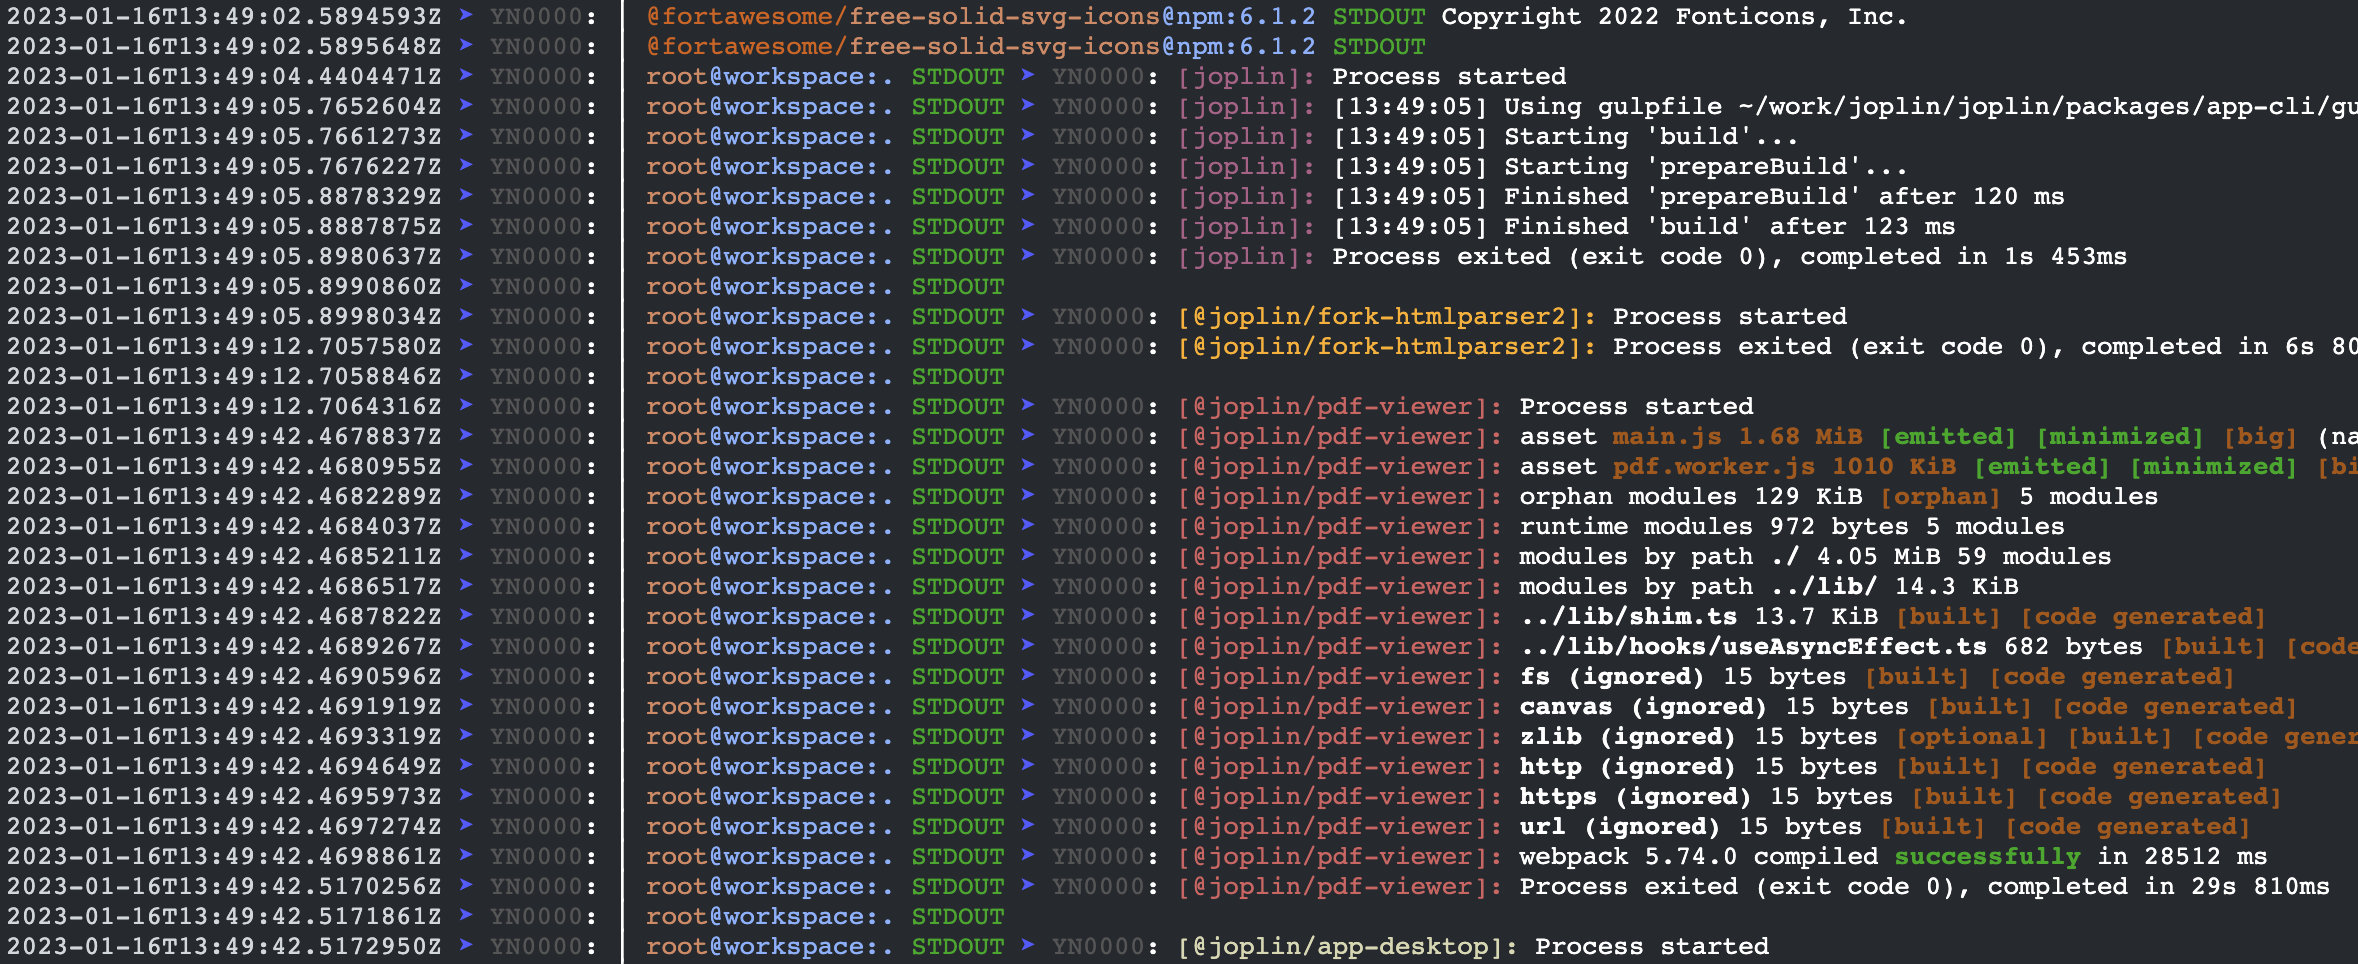 2023-01-16T13:49:02.5894593Z ➤ YN0000: │ @fortawesome/free-solid-svg-icons@npm:6.1.2 STDOUT Copyright 2022 Fonticons, Inc.
2023-01-16T13:49:02.5895648Z ➤ YN0000: │ @fortawesome/free-solid-svg-icons@npm:6.1.2 STDOUT
2023-01-16T13:49:04.4404471Z ➤ YN0000: │ root@workspace:. STDOUT ➤ YN0000: [joplin]: Process started
2023-01-16T13:49:05.7652604Z ➤ YN0000: │ root@workspace:. STDOUT ➤ YN0000: [joplin]: [13:49:05] Using gulpfile ~/work/joplin/joplin/packages/app-cli/gu
2023-01-16T13:49:05.7661273Z ➤ YN0000: │ root@workspace:. STDOUT ➤ YN0000: [joplin]: [13:49:05] Starting 'build'...
2023-01-16T13:49:05.7676227Z ➤ YN0000: │ root@workspace:. STDOUT ➤ YN0000: [joplin]: [13:49:05] Starting 'prepareBuild'...
2023-01-16T13:49:05.8878329Z ➤ YN0000: │ root@workspace:. STDOUT ➤ YN0000: [joplin]: [13:49:05] Finished 'prepareBuild' after 120 ms
2023-01-16T13:49:05.8887875Z ➤ YN0000: │ root@workspace:. STDOUT ➤ YN0000: [joplin]: [13:49:05] Finished 'build' after 123 ms
2023-01-16T13:49:05.8980637Z ➤ YN0000: │ root@workspace:. STDOUT ➤ YN0000: [joplin]: Process exited (exit code 0), completed in 1s 453ms
2023-01-16T13:49:05.8990860Z ➤ YN0000: │ root@workspace:. STDOUT
2023-01-16T13:49:05.8998034Z ➤ YN0000: │ root@workspace:. STDOUT ➤ YN0000: [@joplin/fork-htmlparser2]: Process started
2023-01-16T13:49:12.7057580Z ➤ YN0000: │ root@workspace:. STDOUT ➤ YN0000: [@joplin/fork-htmlparser2]: Process exited (exit code 0), completed in 6s 80
2023-01-16T13:49:12.7058846Z ➤ YN0000: │ root@workspace:. STDOUT
2023-01-16T13:49:12.7064316Z ➤ YN0000: │ root@workspace:. STDOUT ➤ YN0000: [@joplin/pdf-viewer]: Process started
2023-01-16T13:49:42.4678837Z ➤ YN0000: │ root@workspace:. STDOUT ➤ YN0000: [@joplin/pdf-viewer]: asset main.js 1.68 MiB [emitted] [minimized] [big] (na
2023-01-16T13:49:42.4680955Z ➤ YN0000: │ root@workspace:. STDOUT ➤ YN0000: [@joplin/pdf-viewer]: asset pdf.worker.js 1010 KiB [emitted] [minimized] [bi
2023-01-16T13:49:42.4682289Z ➤ YN0000: │ root@workspace:. STDOUT ➤ YN0000: [@joplin/pdf-viewer]: orphan modules 129 KiB [orphan] 5 modules
2023-01-16T13:49:42.4684037Z ➤ YN0000: │ root@workspace:. STDOUT ➤ YN0000: [@joplin/pdf-viewer]: runtime modules 972 bytes 5 modules
2023-01-16T13:49:42.4685211Z ➤ YN0000: │ root@workspace:. STDOUT ➤ YN0000: [@joplin/pdf-viewer]: modules by path ./ 4.05 MiB 59 modules
2023-01-16T13:49:42.4686517Z ➤ YN0000: │ root@workspace:. STDOUT ➤ YN0000: [@joplin/pdf-viewer]: modules by path ../lib/ 14.3 KiB
2023-01-16T13:49:42.4687822Z ➤ YN0000: │ root@workspace:. STDOUT ➤ YN0000: [@joplin/pdf-viewer]: ../lib/shim.ts 13.7 KiB [built] [code generated]
2023-01-16T13:49:42.4689267Z ➤ YN0000: │ root@workspace:. STDOUT ➤ YN0000: [@joplin/pdf-viewer]: ../lib/hooks/useAsyncEffect.ts 682 bytes [built] [code
2023-01-16T13:49:42.4690596Z ➤ YN0000: │ root@workspace:. STDOUT ➤ YN0000: [@joplin/pdf-viewer]: fs (ignored) 15 bytes [built] [code generated]
2023-01-16T13:49:42.4691919Z ➤ YN0000: │ root@workspace:. STDOUT ➤ YN0000: [@joplin/pdf-viewer]: canvas (ignored) 15 bytes [built] [code generated]
2023-01-16T13:49:42.4693319Z ➤ YN0000: │ root@workspace:. STDOUT ➤ YN0000: [@joplin/pdf-viewer]: zlib (ignored) 15 bytes [optional] [built] [code gener
2023-01-16T13:49:42.4694649Z ➤ YN0000: │ root@workspace:. STDOUT ➤ YN0000: [@joplin/pdf-viewer]: http (ignored) 15 bytes [built] [code generated]
2023-01-16T13:49:42.4695973Z ➤ YN0000: │ root@workspace:. STDOUT ➤ YN0000: [@joplin/pdf-viewer]: https (ignored) 15 bytes [built] [code generated]
2023-01-16T13:49:42.4697274Z ➤ YN0000: │ root@workspace:. STDOUT ➤ YN0000: [@joplin/pdf-viewer]: url (ignored) 15 bytes [built] [code generated]
2023-01-16T13:49:42.4698861Z ➤ YN0000: │ root@workspace:. STDOUT ➤ YN0000: [@joplin/pdf-viewer]: webpack 5.74.0 compiled successfully in 28512 ms
2023-01-16T13:49:42.5170256Z ➤ YN0000: │ root@workspace:. STDOUT ➤ YN0000: [@joplin/pdf-viewer]: Process exited (exit code 0), completed in 29s 810ms
2023-01-16T13:49:42.5171861Z ➤ YN0000: │ root@workspace:. STDOUT
2023-01-16T13:49:42.5172950Z ➤ YN0000: │ root@workspace:. STDOUT ➤ YN0000: [@joplin/app-desktop]: Process started